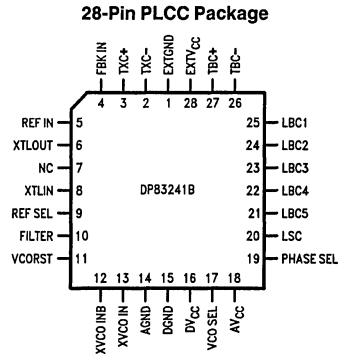 28-Pin PLCC Package
FBK IN TXC+ TXC- EXTGND EXTVCC TBC+ TBC-
4 3 2 1 28 27 26
REF IN 5 25 LBC1
XTLOUT 6 24 LBC2
NC 7 23 LBC3
XTLIN 8 DP83241B 22 LBC4
REF SEL 9 21 LBC5
FILTER 10 20 LSC
VCORST 11 19 PHASE SEL
12 13 14 15 16 17 18
XVCO INB XVCO IN AGND DGND DVCC VCO SEL AVCC